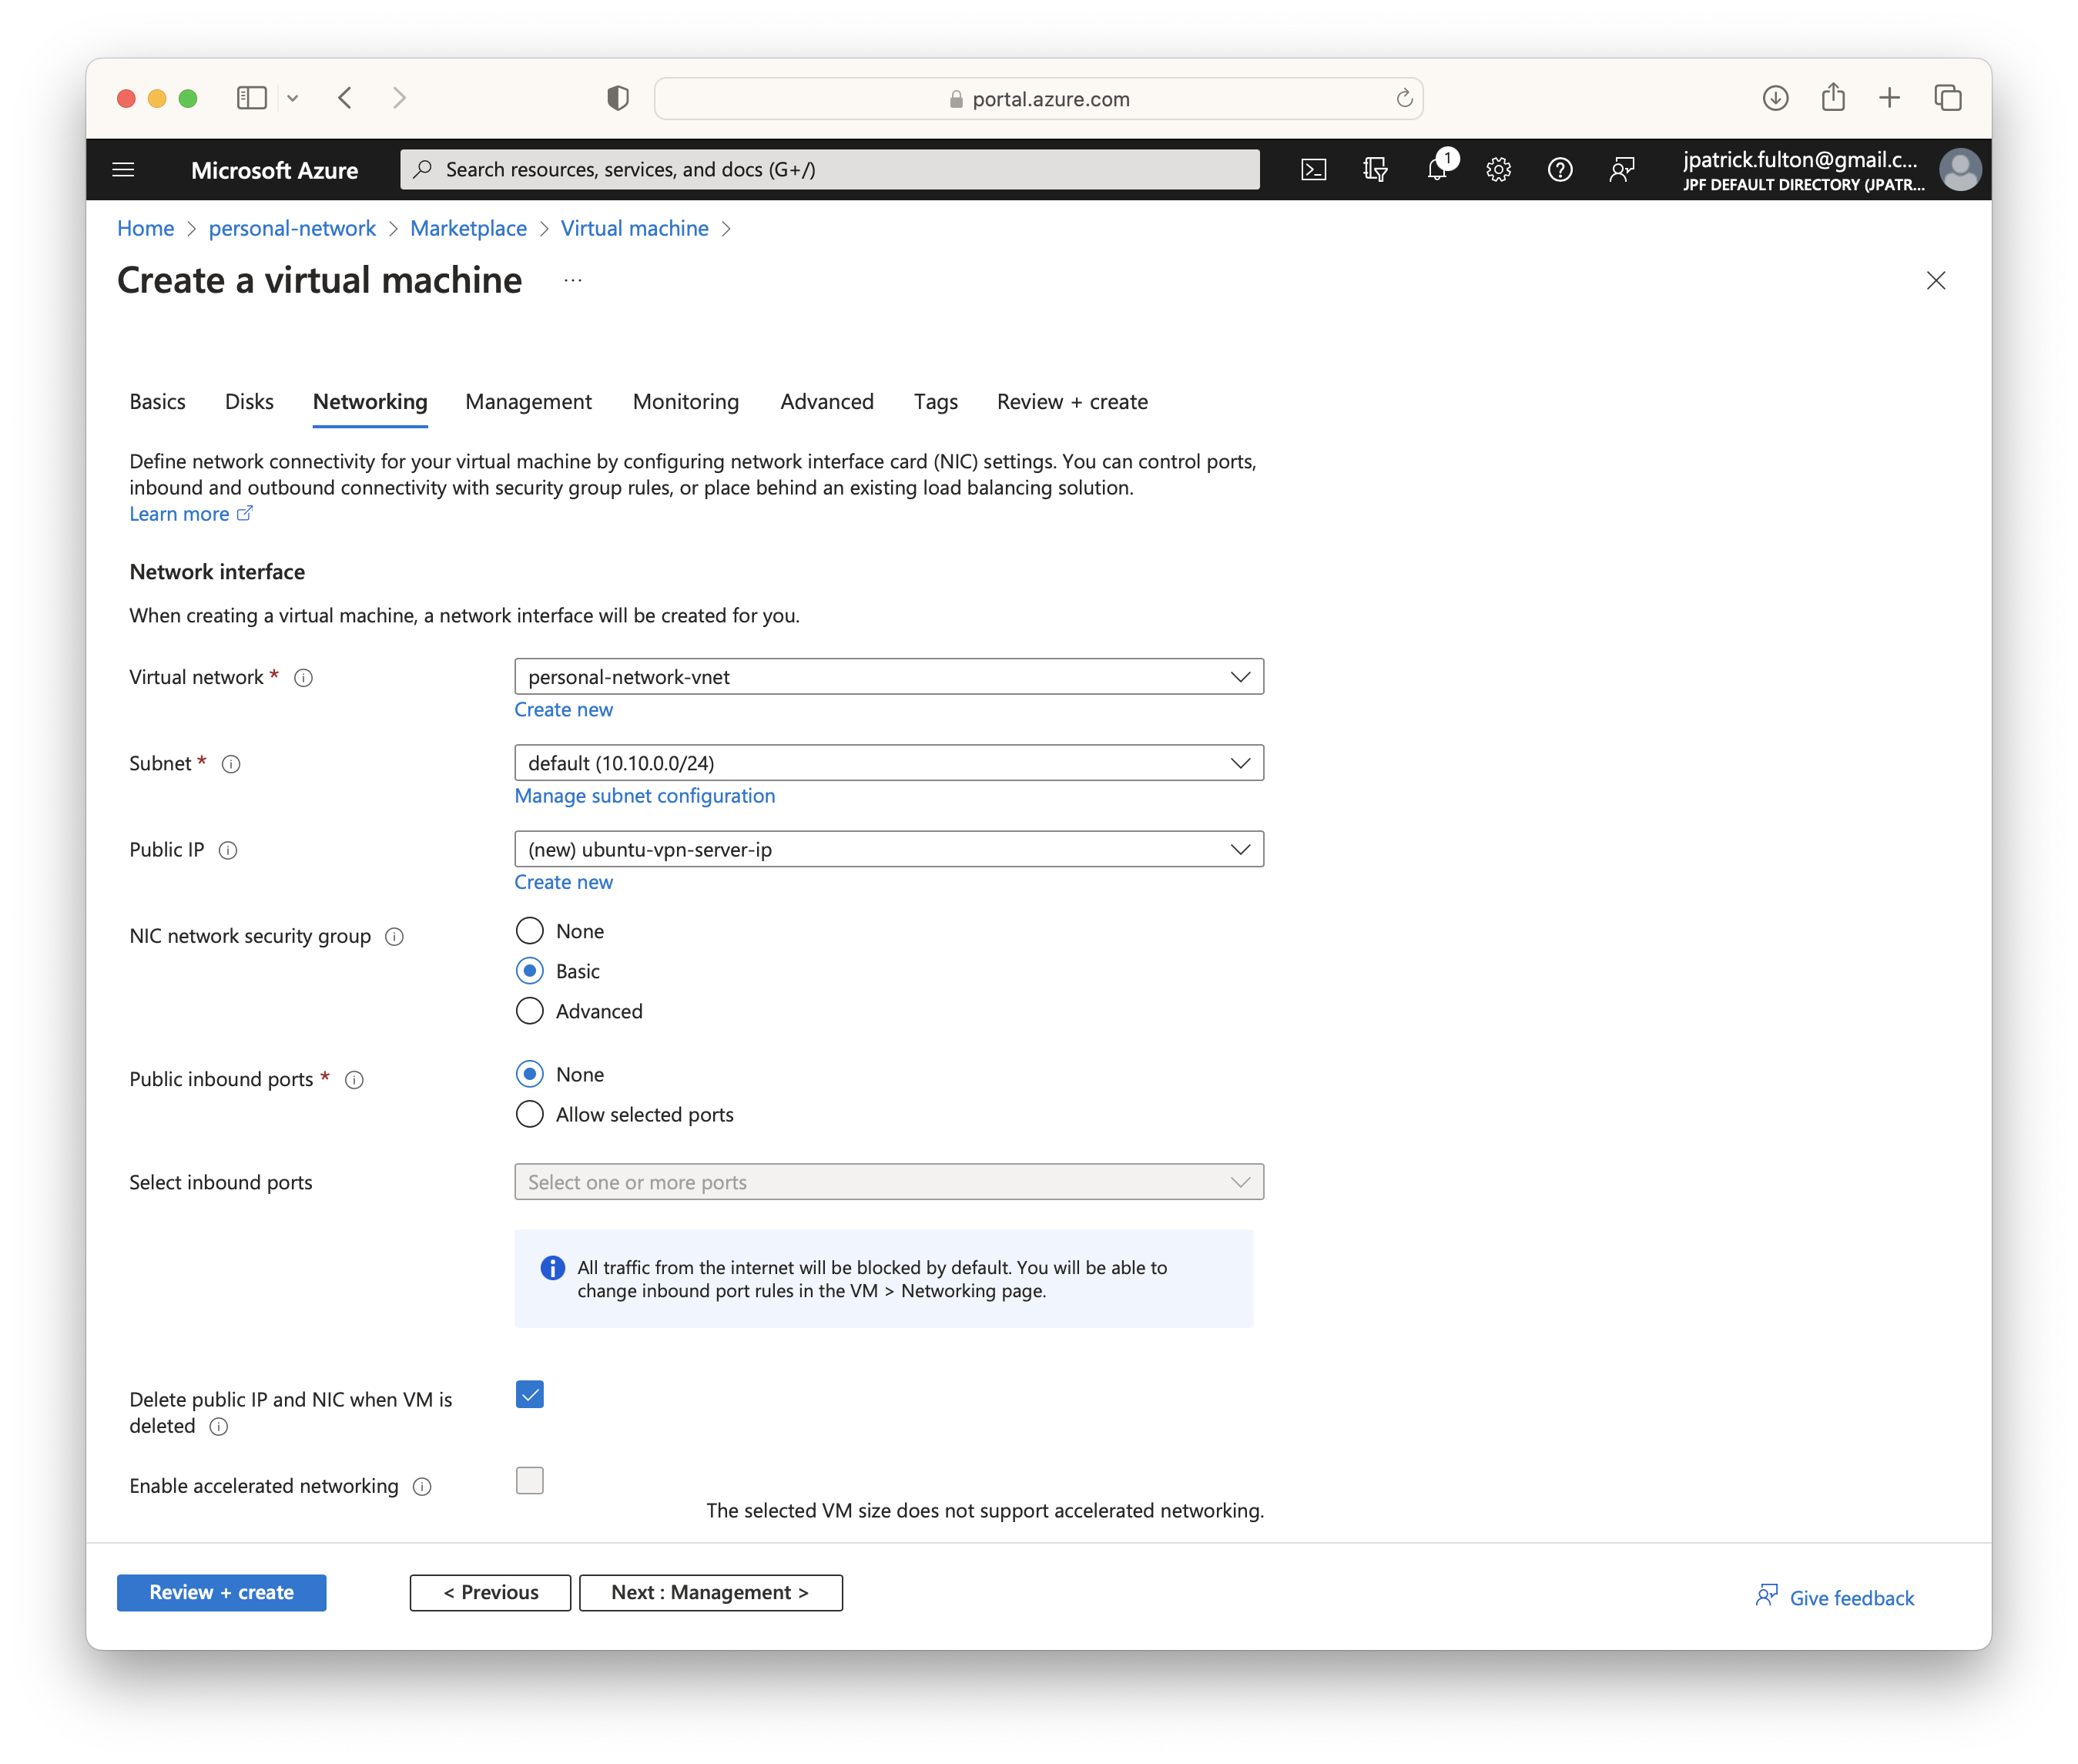 portal.azure.com
Microsoft Azure
Search resources, services, and docs (G+/)
1
jpatrick.fulton@gmail.c...
JPF DEFAULT DIRECTORY (JPATR...
Home > personal-network > Marketplace > Virtual machine >
Create a virtual machine ...
Basics Disks Networking Management Monitoring Advanced Tags Review + create
Define network connectivity for your virtual machine by configuring network interface card (NIC) settings. You can control ports,
inbound and outbound connectivity with security group rules, or place behind an existing load balancing solution.
Learn more
Network interface
When creating a virtual machine, a network interface will be created for you.
Virtual network *
personal-network-vnet
Create new
Subnet *
default (10.10.0.0/24)
Manage subnet configuration
Public IP
(new) ubuntu-vpn-server-ip
Create new
NIC network security group
None
Basic
Advanced
Public inbound ports *
None
Allow selected ports
Select inbound ports
Select one or more ports
All traffic from the internet will be blocked by default. You will be able to
change inbound port rules in the VM > Networking page.
Delete public IP and NIC when VM is
deleted
Enable accelerated networking
The selected VM size does not support accelerated networking.
Review + create
< Previous
Next : Management >
Give feedback